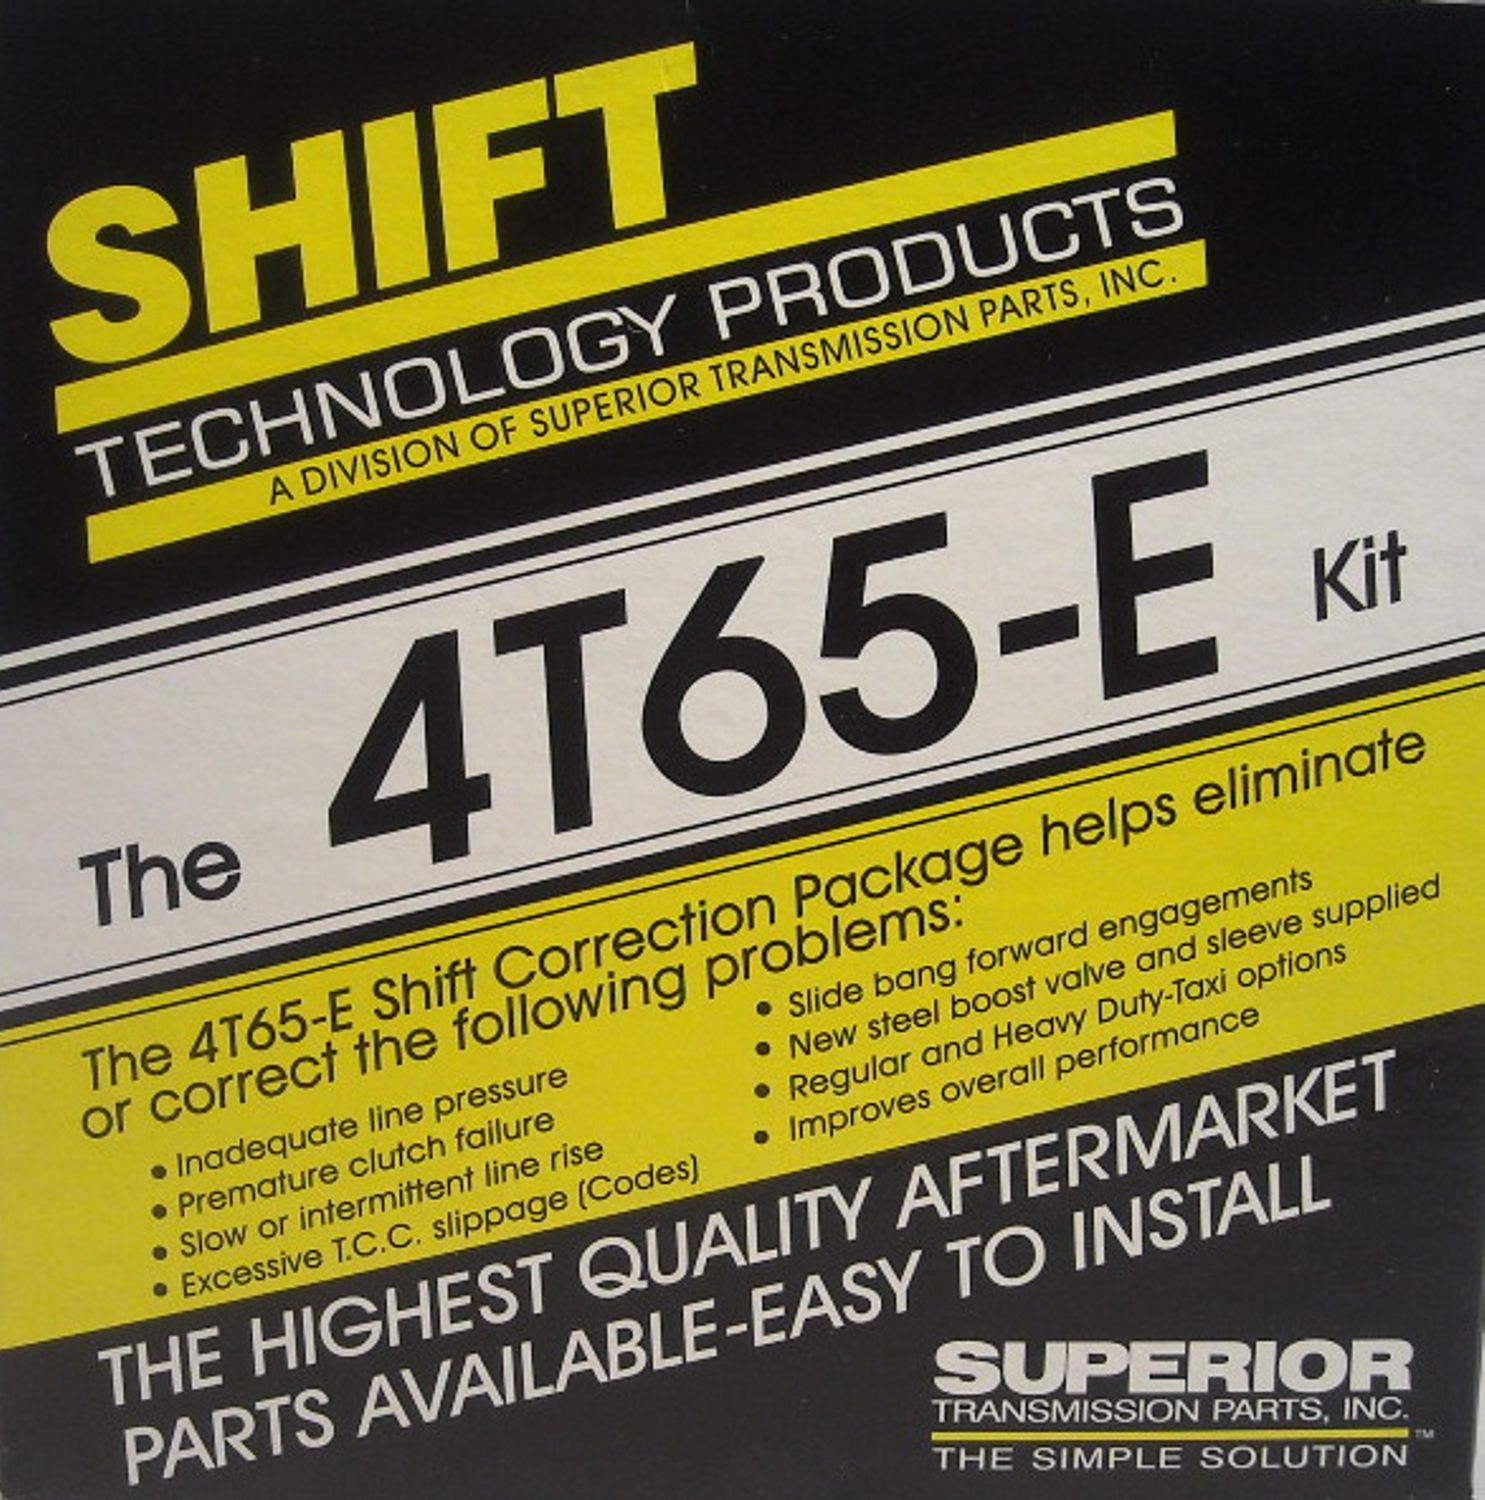 SHIFT
TECHNOLOGY PRODUCTS
A DIVISION OF SUPERIOR TRANSMISSION PARTS, INC.
The 4T65-E Kit
The 4T65-E Shift Correction Package helps eliminate
or correct the following problems:
• Inadequate line pressure
• Premature clutch failure
• Slow or intermittent line rise
• Excessive T.C.C. slippage (Codes)
• Slide bang forward engagements
• New steel boost valve and sleeve supplied
• Regular and Heavy Duty-Taxi options
• Improves overall performance
THE HIGHEST QUALITY AFTERMARKET
PARTS AVAILABLE-EASY TO INSTALL
SUPERIOR
TRANSMISSION PARTS, INC.
THE SIMPLE SOLUTION ™